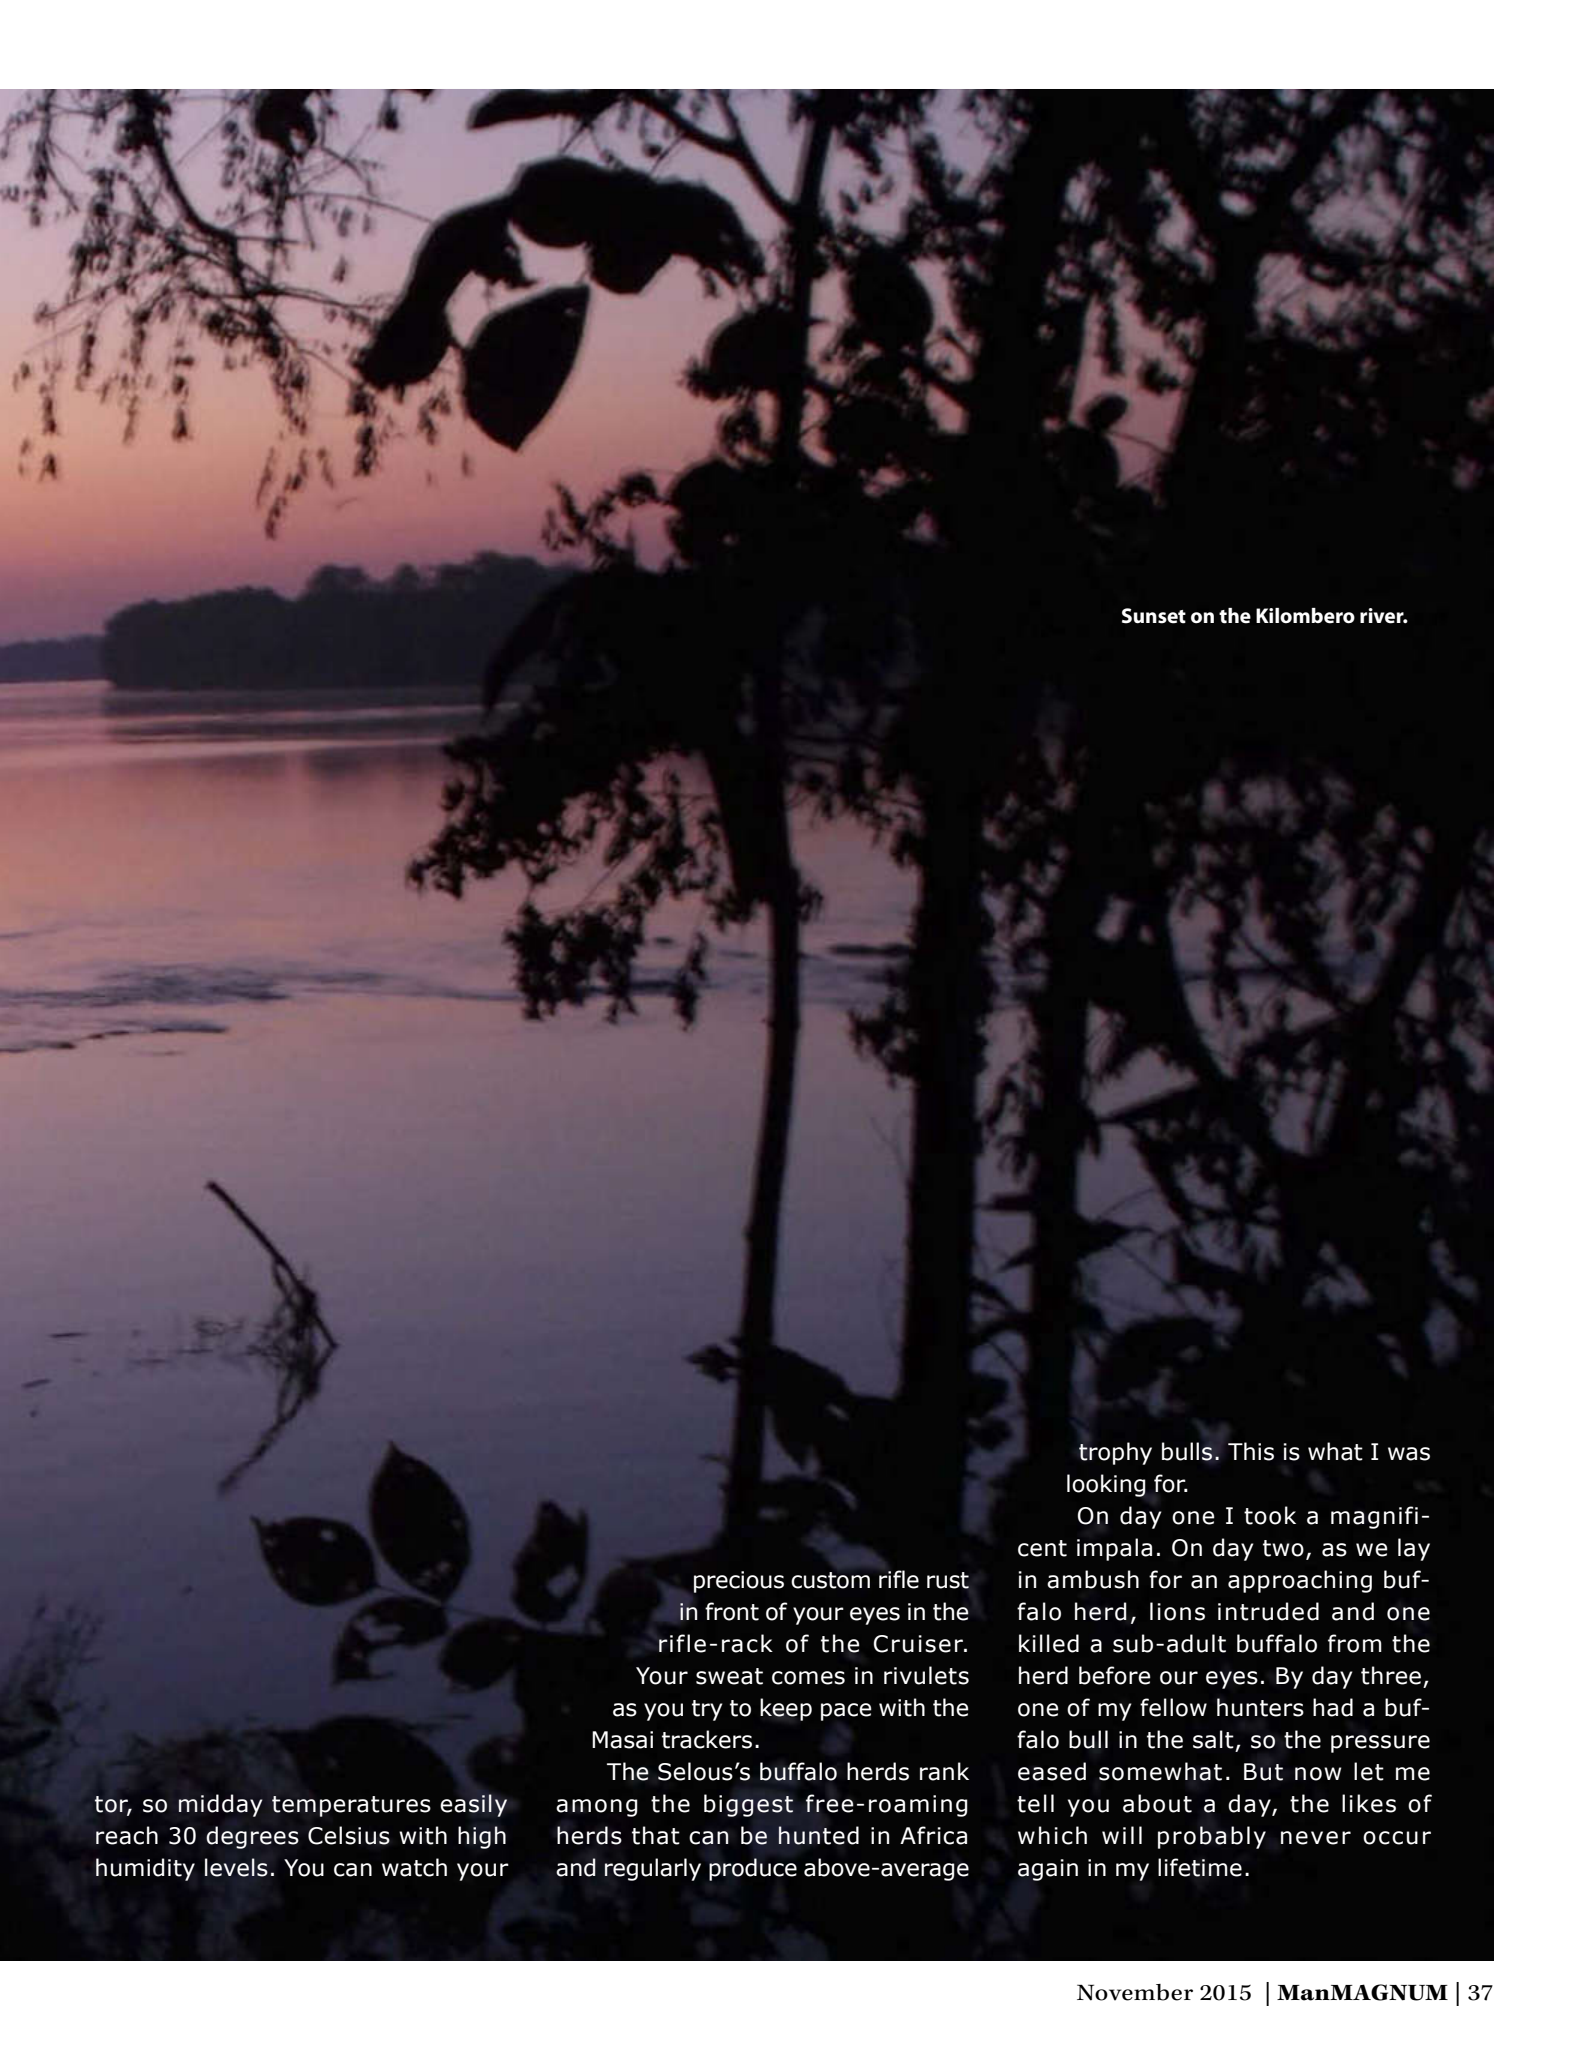 Sunset on the Kilombero river.
tor, so midday temperatures easily
reach 30 degrees Celsius with high
humidity levels. You can watch your
precious custom rifle rust
in front of your eyes in the
rifle-rack of the Cruiser.
Your sweat comes in rivulets
as you try to keep pace with the
Masai trackers.
The Selous’s buffalo herds rank
among the biggest free-roaming
herds that can be hunted in Africa
and regularly produce above-average
trophy bulls. This is what I was
looking for.
On day one I took a magnifi-
cent impala. On day two, as we lay
in ambush for an approaching buf-
falo herd, lions intruded and one
killed a sub-adult buffalo from the
herd before our eyes. By day three,
one of my fellow hunters had a buf-
falo bull in the salt, so the pressure
eased somewhat. But now let me
tell you about a day, the likes of
which will probably never occur
again in my lifetime.
November 2015 | ManMAGNUM | 37